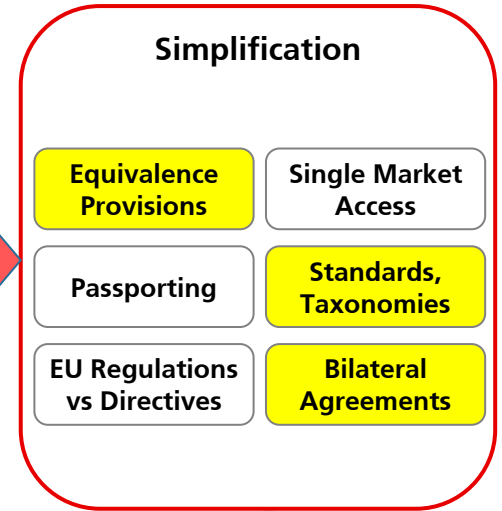 Simplification
Equivalence
Provisions
Single Market
Access
Passporting
Standards,
Taxonomies
EU Regulations
vs Directives
Bilateral
Agreements